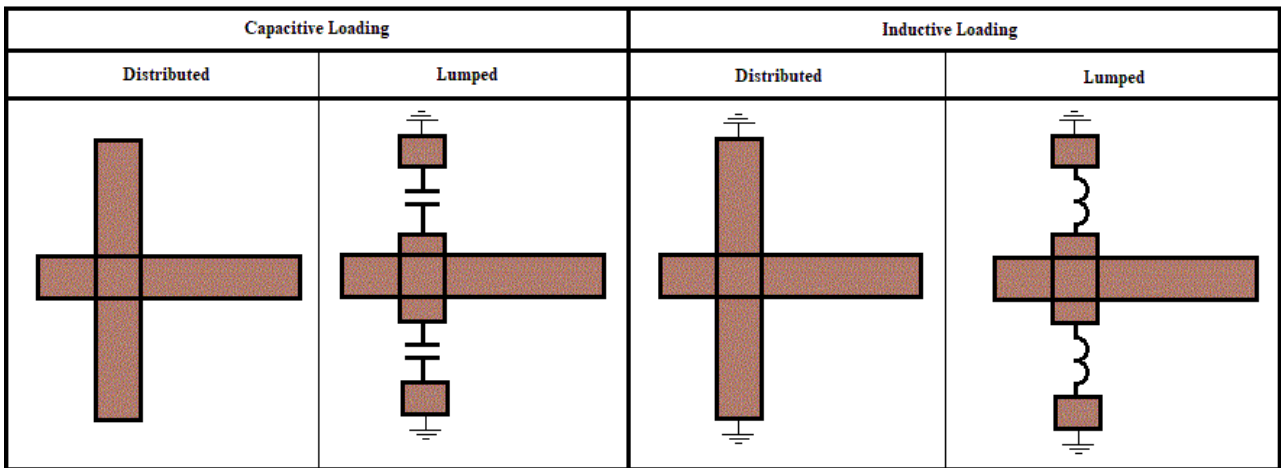 Capacitive Loading
Inductive Loading
Distributed
Lumped
Distributed
Lumped